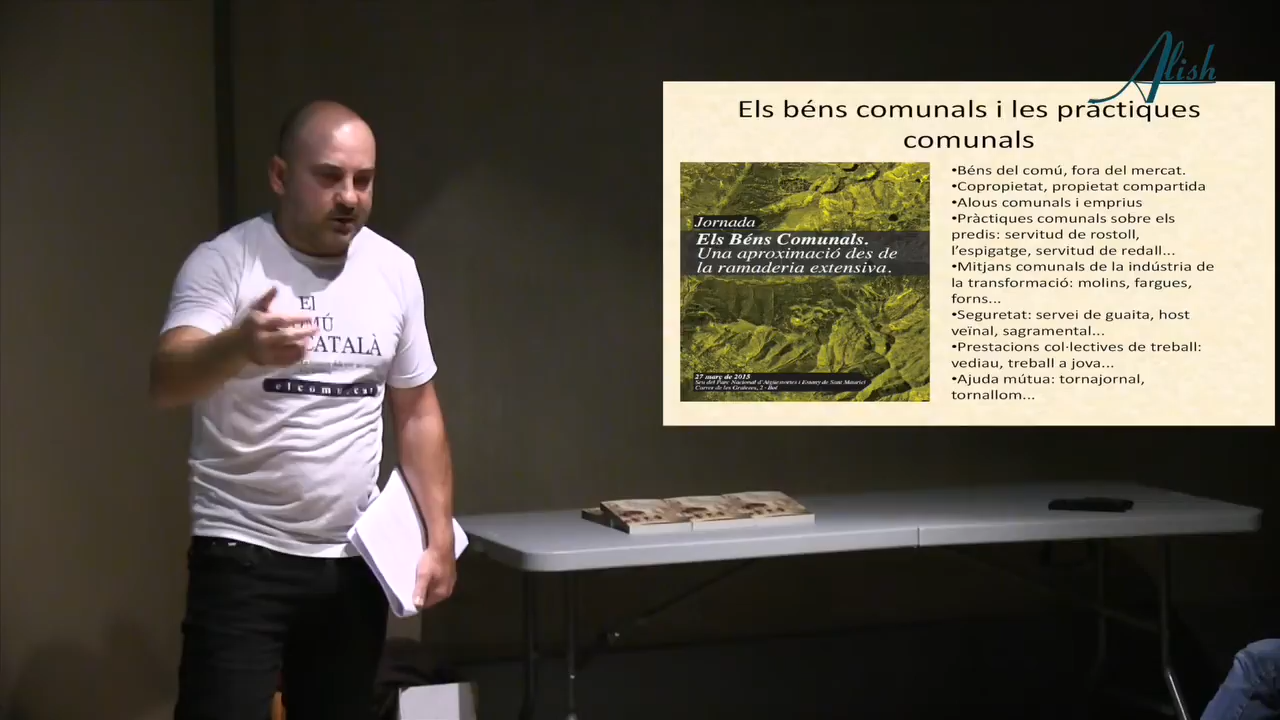 Alish
Els béns comunals i les pràctiques
comunals
Jornada
Els Béns Comunals.
Una aproximació des de
la ramaderia extensiva.
27 març de 2015
Seu del Parc Nacional d'Aigüestortes i Estany de Sant Maurici
Carrer de les Graieres, 2 - Boí
•Béns del comú, fora del mercat.
•Copropietat, propietat compartida
•Alous comunals i emprius
•Pràctiques comunals sobre els
predis: servitud de rostoll,
l'espigatge, servitud de redall...
•Mitjans comunals de la indústria de
la transformació: molins, fargues,
forns...
•Seguretat: servei de guaita, host
veïnal, sagramental...
•Prestacions col·lectives de treball:
vediau, treball a jova...
•Ajuda mútua: tornajornal,
tornallom...
El
CATALÀ
elcomu.cat